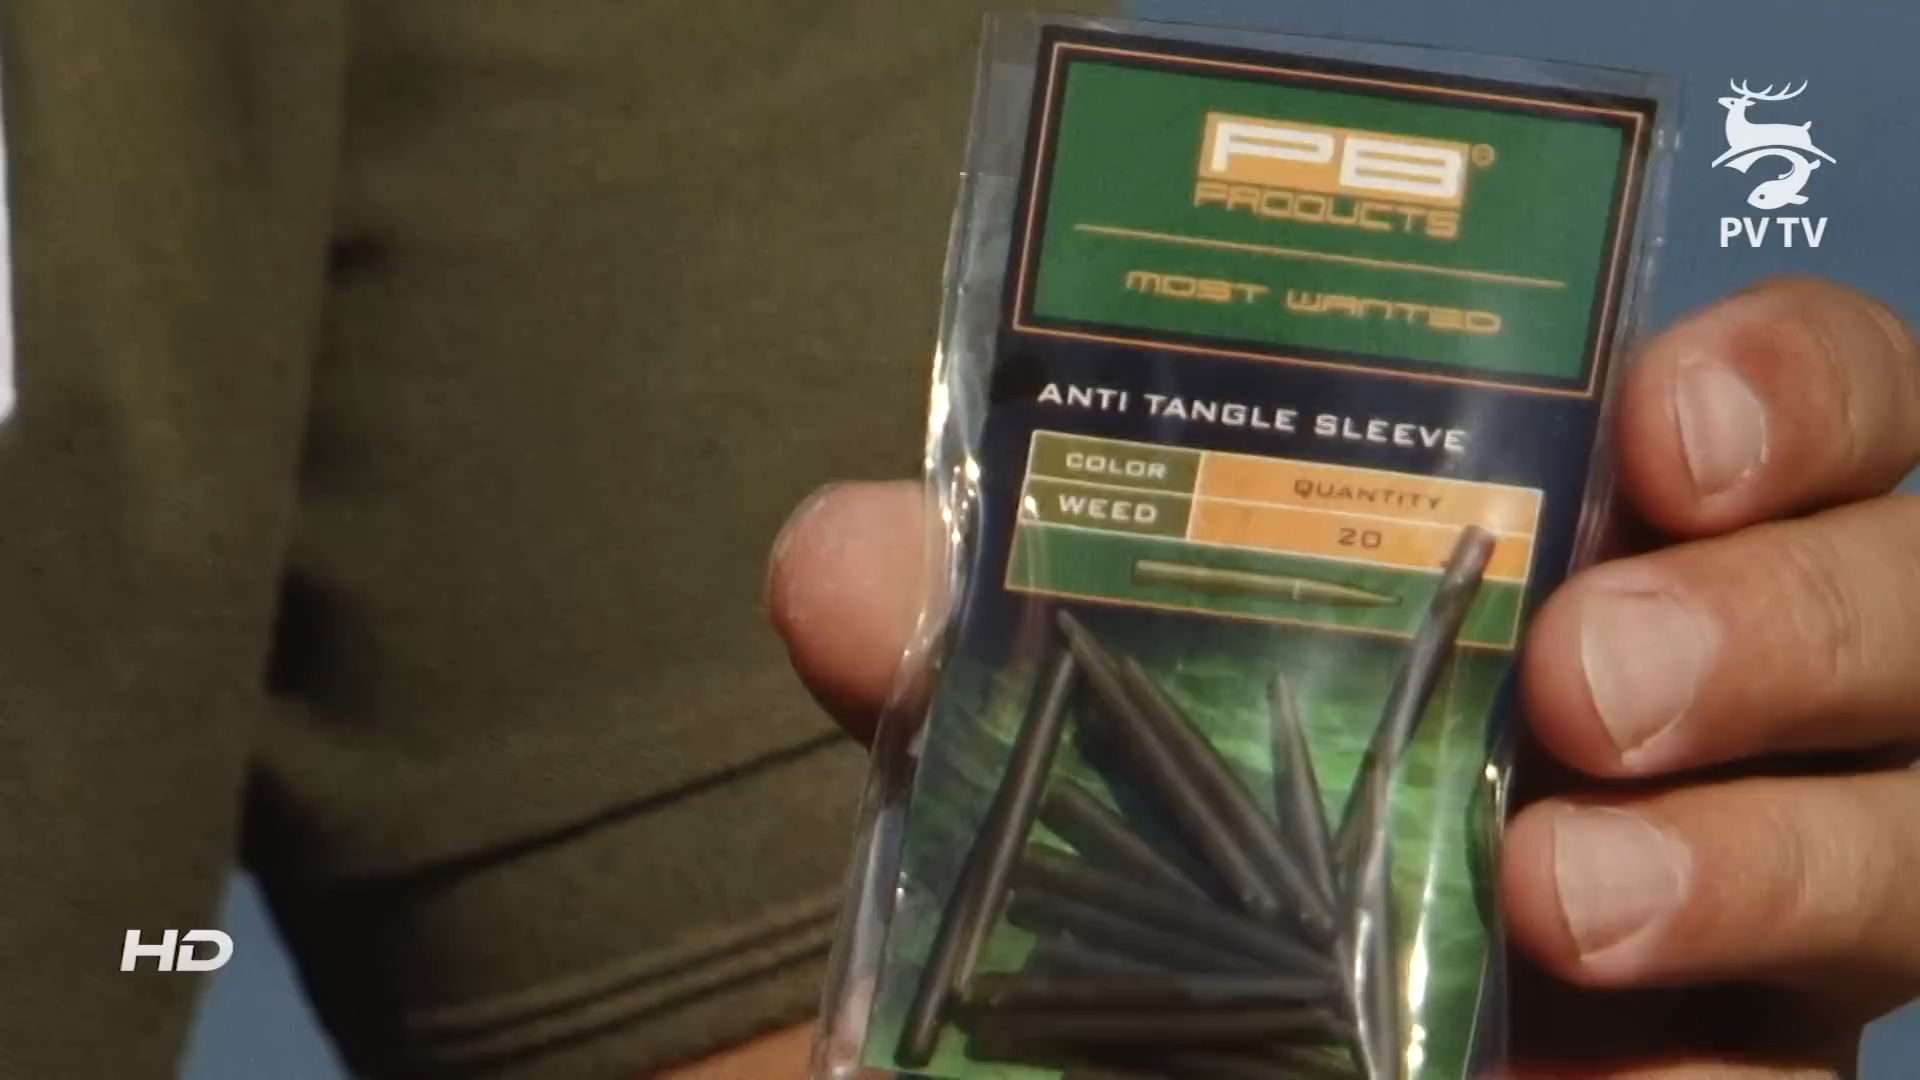 PB®
PRODUCTS
MOST WANTED
PV TV
ANTI TANGLE SLEEVE
COLOR QUANTITY
WEED 20
HD